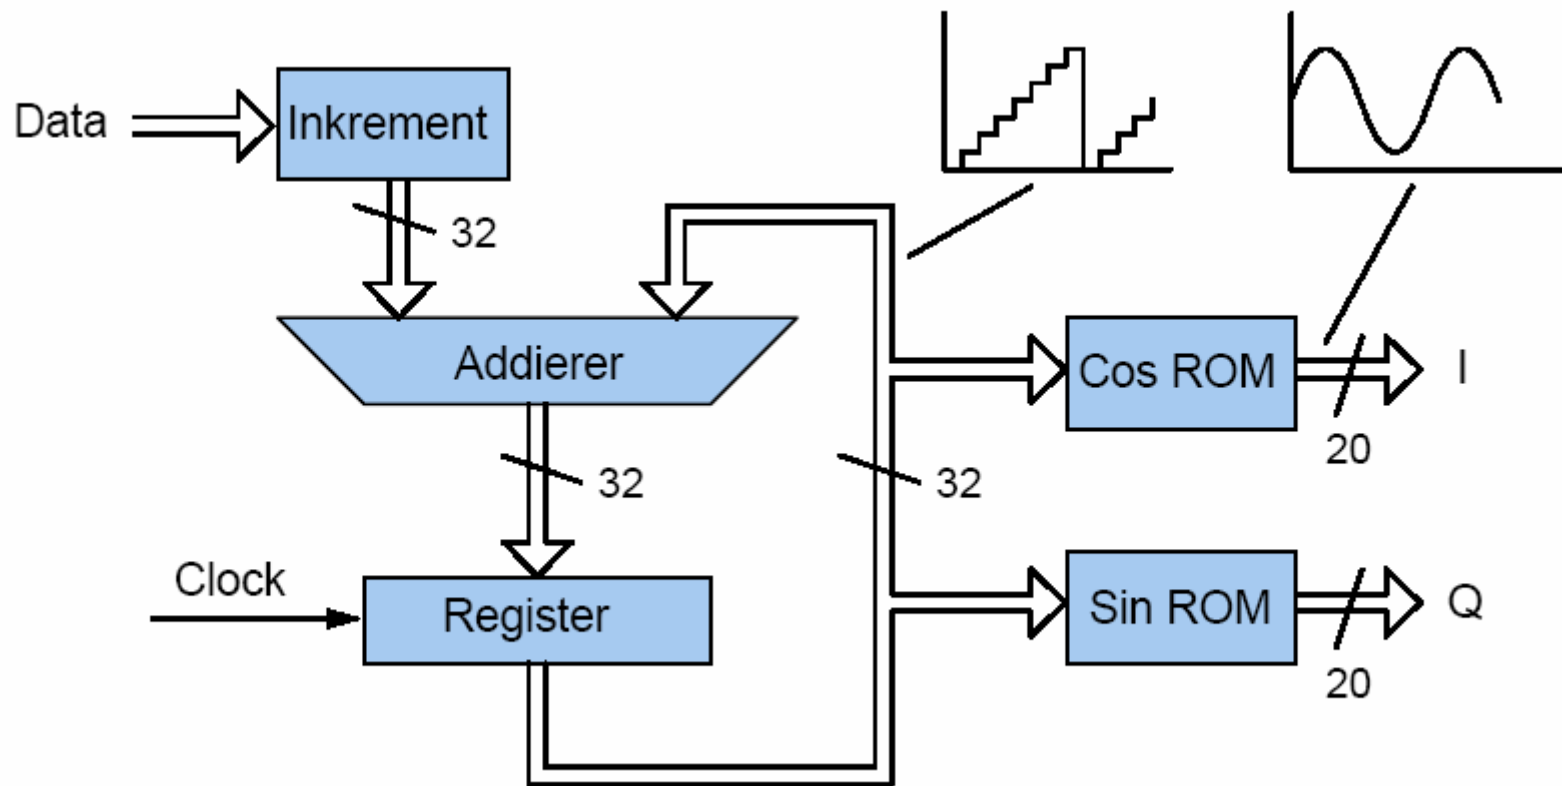 Data
Inkrement
32
Addierer
Cos ROM
I
20
32
32
Clock
Register
Sin ROM
Q
20